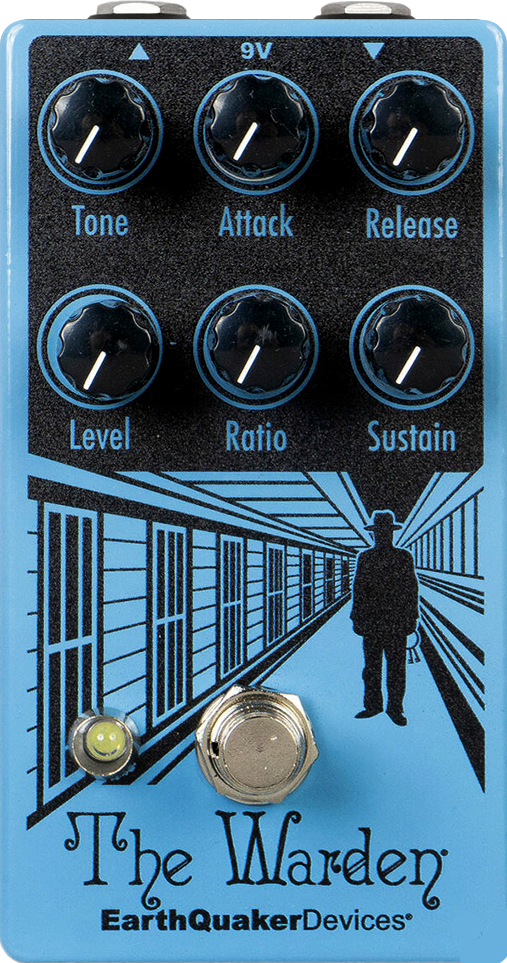 9V
Tone Attack Release
Level Ratio Sustain
The Warden
EarthQuakerDevices®